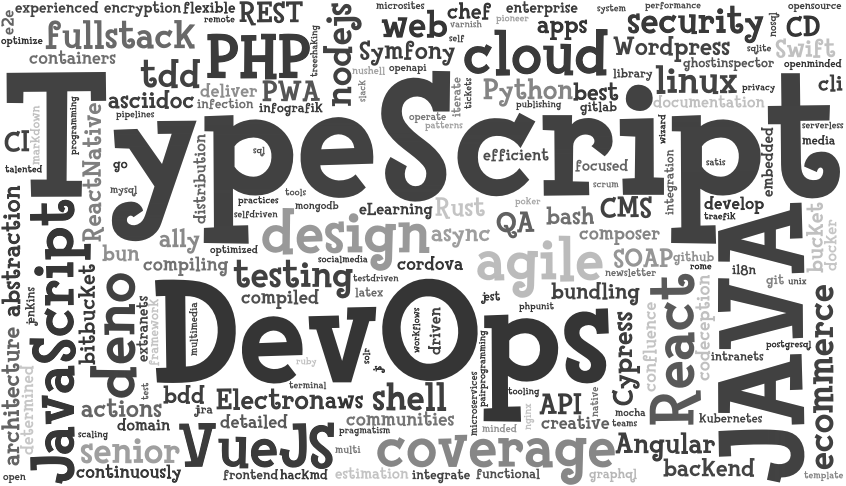 experienced
encryption
flexible
REST
remote
microsites
chef
enterprise
system
performance
opensource
nosql
CD
e2e
optimize
fullstack
containers
PHP
treeshaking
nodejs
web
varnish
self
pioneer
apps
security
Wordpress
sqlite
Swift
tdd
deliver
PWA
nushell
slack
Symfony
openapi
cloud
library
ghostinspector
openminded
asciidoc
infection
infografik
iterate
tickets
Python
publishing
best
gitlab
linux
privacy
documentation
cli
TypeScript
pipelines
programming
markdown
CI
talented
ReactNative
go
mysql
distribution
sql
practices
selfdriven
tools
mongodb
operate
patterns
efficient
focused
scrum
wizard
integration
satis
embedded
serverless
media
develop
traefik
eLearning
Rust
poker
QA
bash
CMS
composer
bucket
docker
abstraction
architecture
JavaScript
bitbucket
jenkins
bun
ally
compiling
optimized
design
socialmedia
async
agile
SOAP
github
newsletter
rome
il8n
git
unix
testing
testdriven
cordova
compiled
latex
jest
phpunit
bundling
deno
extranets
framework
DevOps
multimedia
workflows
driven
ruby
solr
js
terminal
microservices
pairprogramming
tooling
Cypress
confluence
React
codeception
intranets
JAVA
postgresql
ecommerce
determined
test
bdd
Electron
aws
shell
API
native
nginx
creative
mocha
teams
kubernetes
actions
jra
domain
detailed
communities
pragmatism
minded
scaling
senior
VueJS
multi
coverage
Angular
backend
open
continuously
frontend
hackmd
estimation
integrate
functional
graphql
template